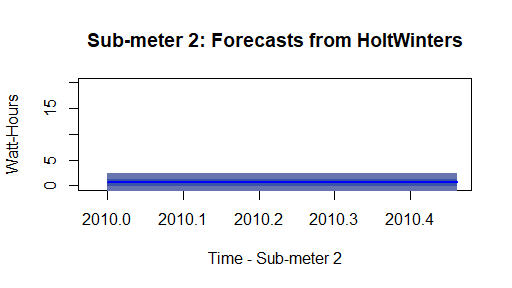 Sub-meter 2: Forecasts from HoltWinters
Watt-Hours
15
5
0
2010.0 2010.1 2010.2 2010.3 2010.4
Time - Sub-meter 2